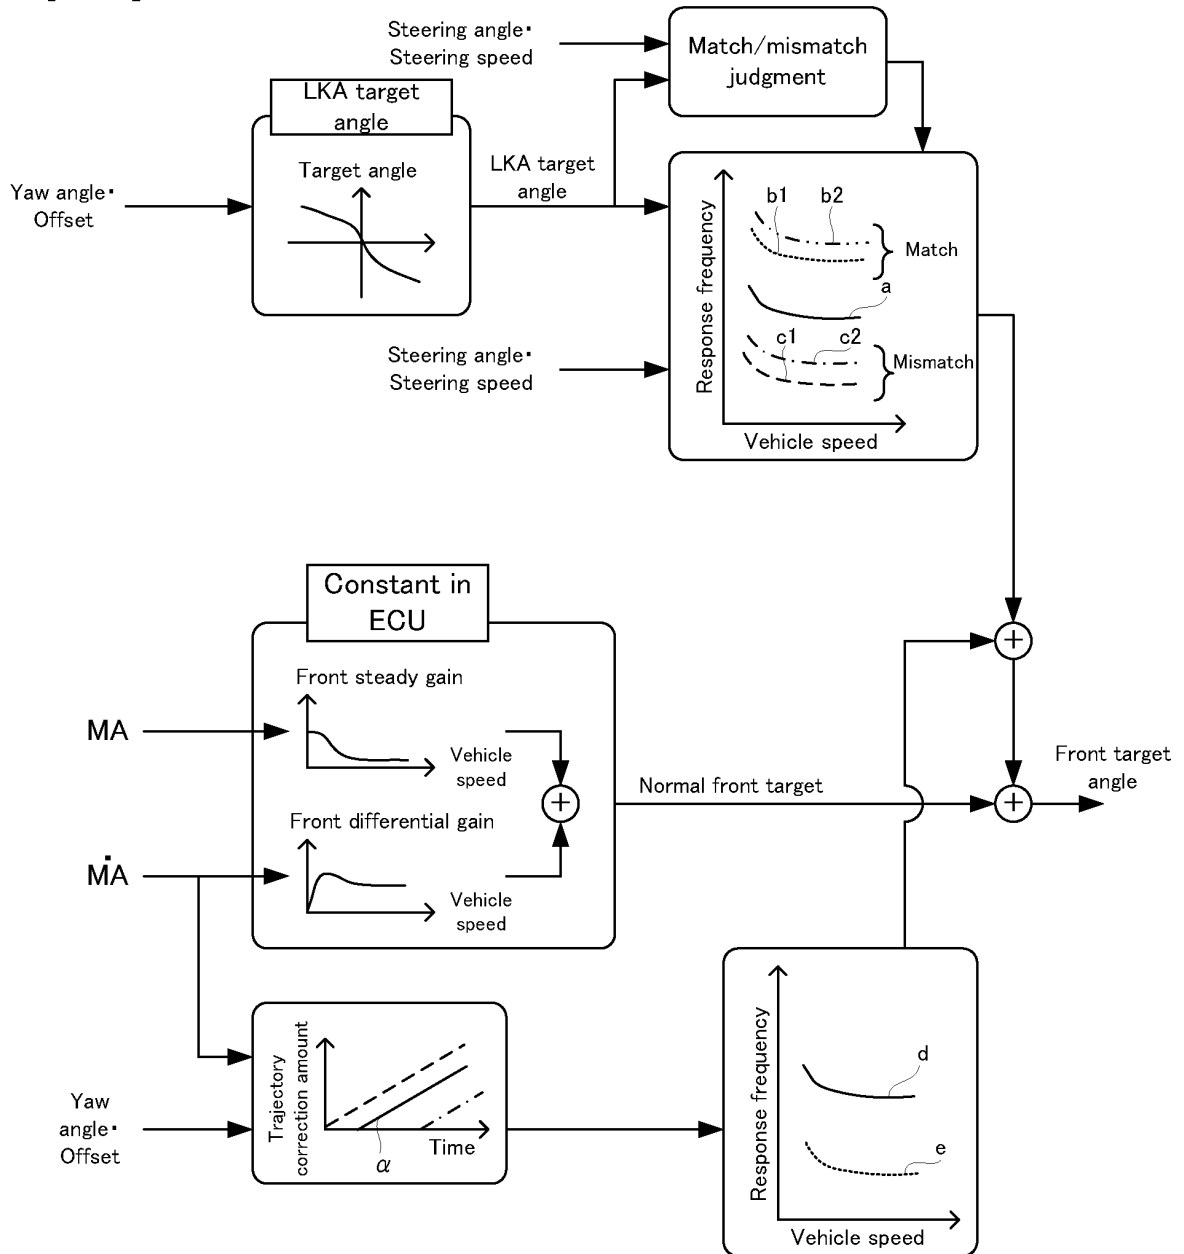 Steering angle・
Steering speed
Match/mismatch
judgment
LKA target
angle
Target angle
LKA target
angle
Yaw angle・
Offset
Response frequency
b1
b2
Match
a
c1
c2
Mismatch
Vehicle speed
Steering angle・
Steering speed
Constant in
ECU
Front steady gain
MA
Vehicle
speed
+
Normal front target
+
+
Front target
angle
Front differential gain
ṀA
Vehicle
speed
Trajectory
correction amount
Time
α
Yaw
angle・
Offset
Response frequency
d
e
Vehicle speed